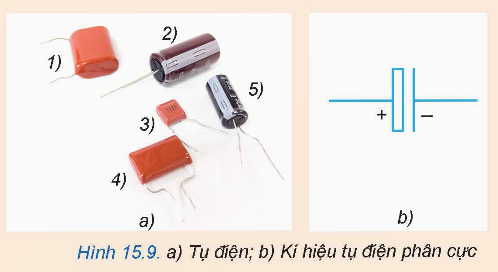 1)
2)
3)
4)
5)
a)
+
–
b)
Hình 15.9. a) Tụ điện; b) Kí hiệu tụ điện phân cực